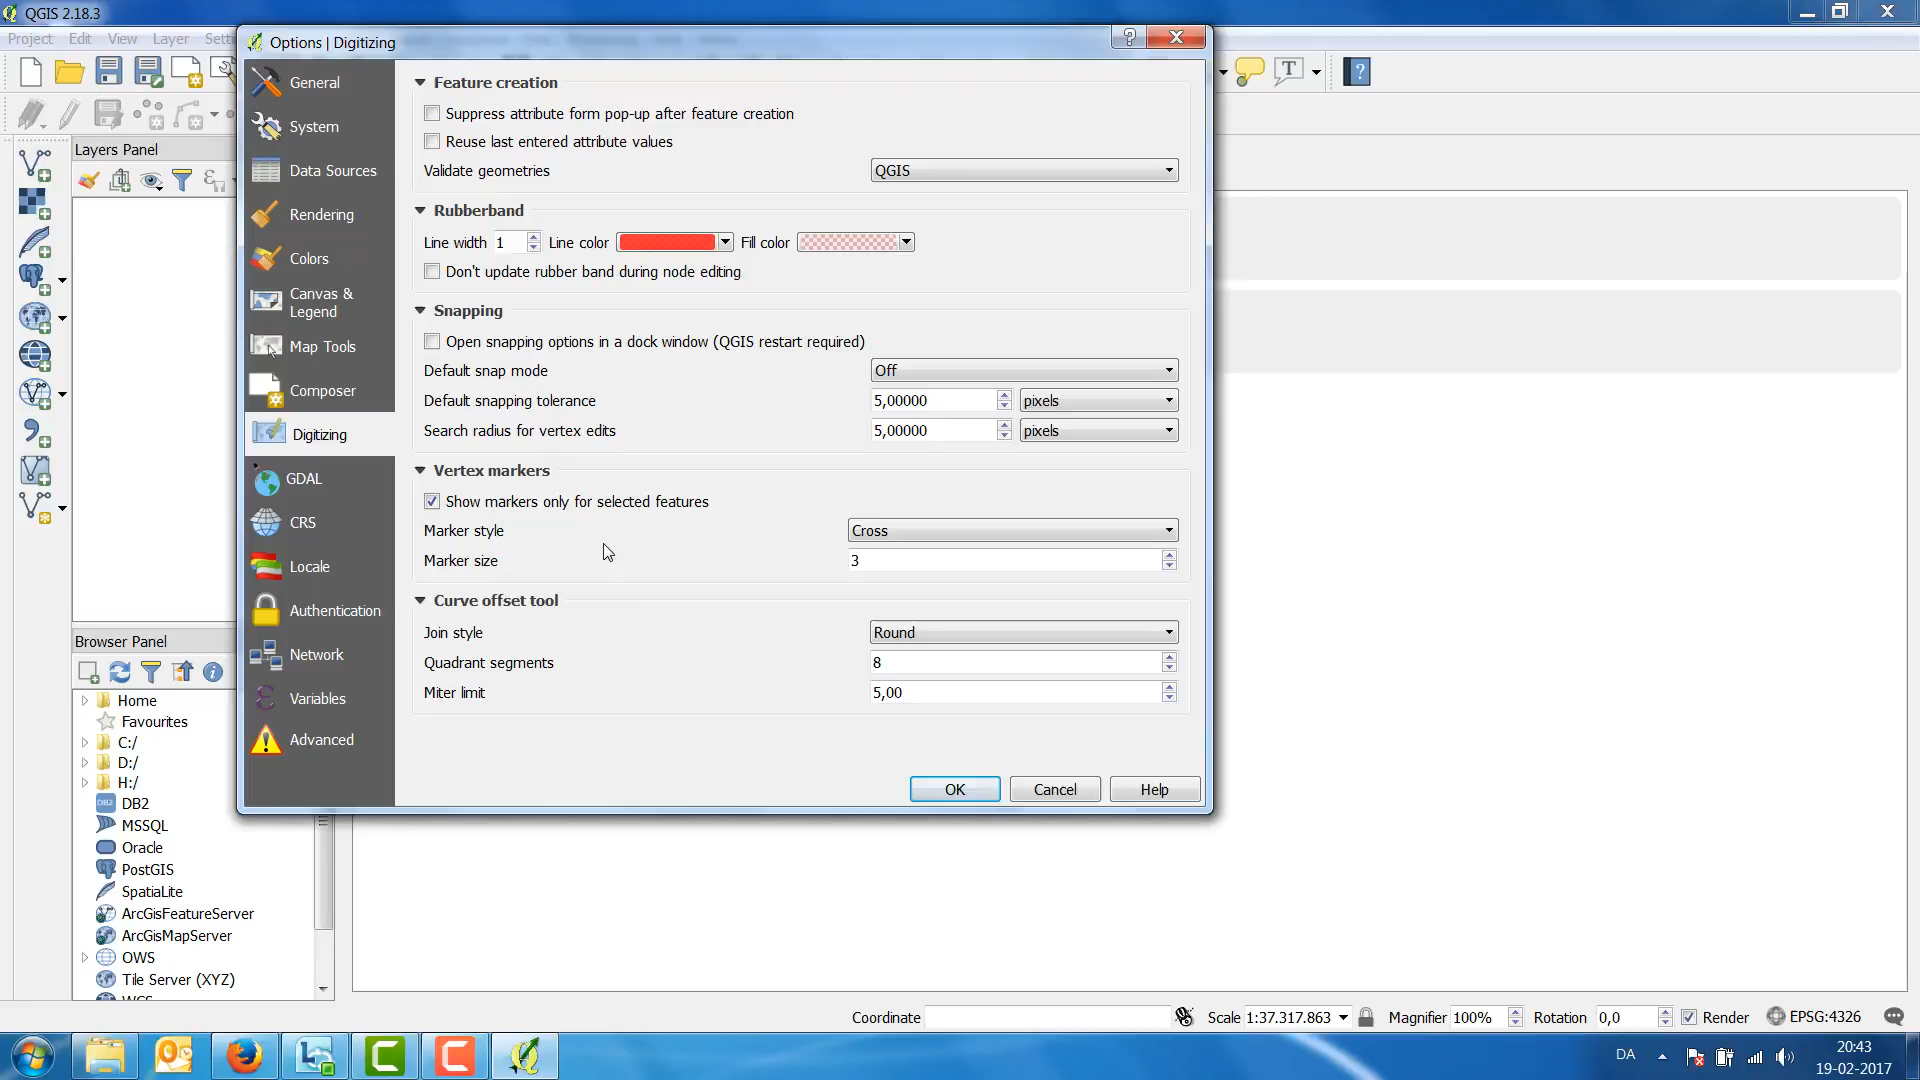 QGIS 2.18.3
Project Edit View Layer
Options | Digitizing
General
System
Data Sources
Rendering
Colors
Canvas &
Legend
Map Tools
Composer
Digitizing
GDAL
CRS
Locale
Authentication
Network
Variables
Advanced
Feature creation
Suppress attribute form pop-up after feature creation
Reuse last entered attribute values
Validate geometries QGIS
Rubberband
Line width 1 Line color Fill color
Don't update rubber band during node editing
Snapping
Open snapping options in a dock window (QGIS restart required)
Default snap mode Off
Default snapping tolerance 5,00000 pixels
Search radius for vertex edits 5,00000 pixels
Vertex markers
Show markers only for selected features
Marker style Cross
Marker size 3
Curve offset tool
Join style Round
Quadrant segments 8
Miter limit 5,00
OK Cancel Help
Layers Panel
Browser Panel
Home
Favourites
C:/
D:/
H:/
DB2
MSSQL
Oracle
PostGIS
SpatiaLite
ArcGisFeatureServer
ArcGisMapServer
OWS
Tile Server (XYZ)
Coordinate Scale 1:37.317.863 Magnifier 100% Rotation 0,0 Render EPSG:4326
DA
20:43
19-02-2017